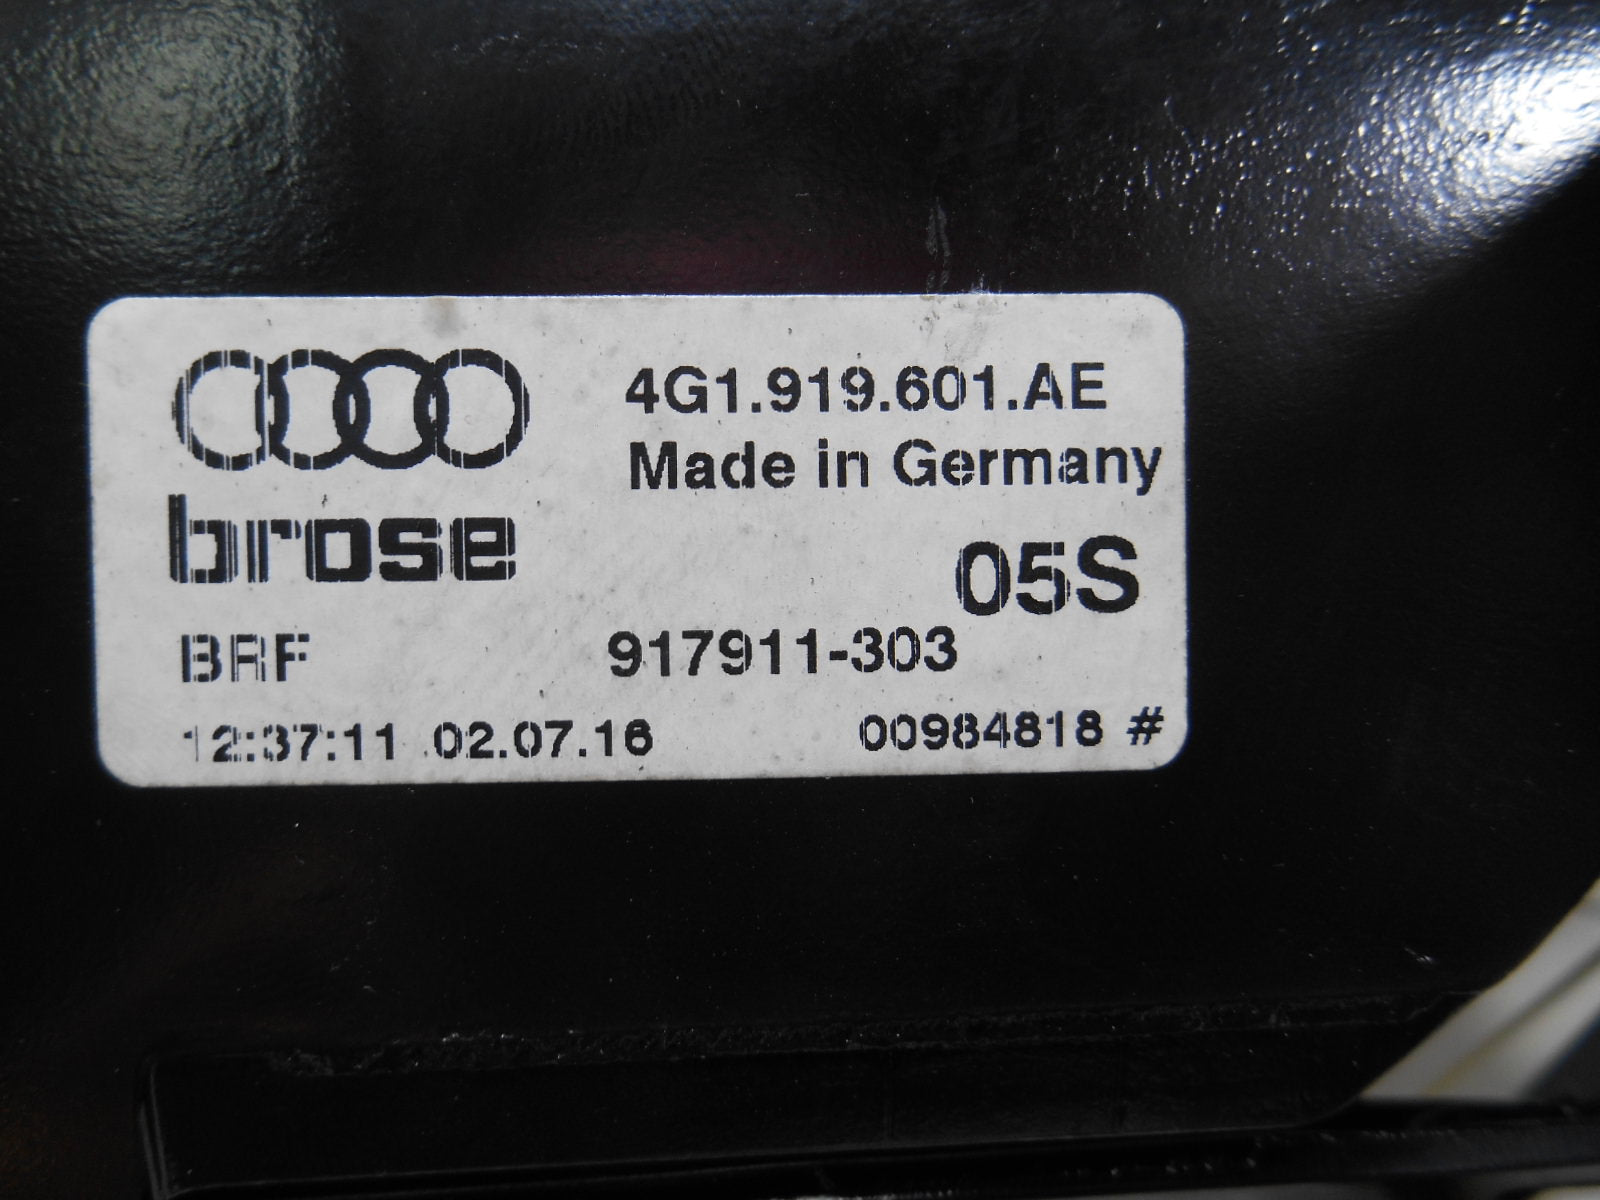 4G1.919.601.AE
Made in Germany
brose
05S
BRF 917911-303
12:37:11 02.07.16 00984818 #